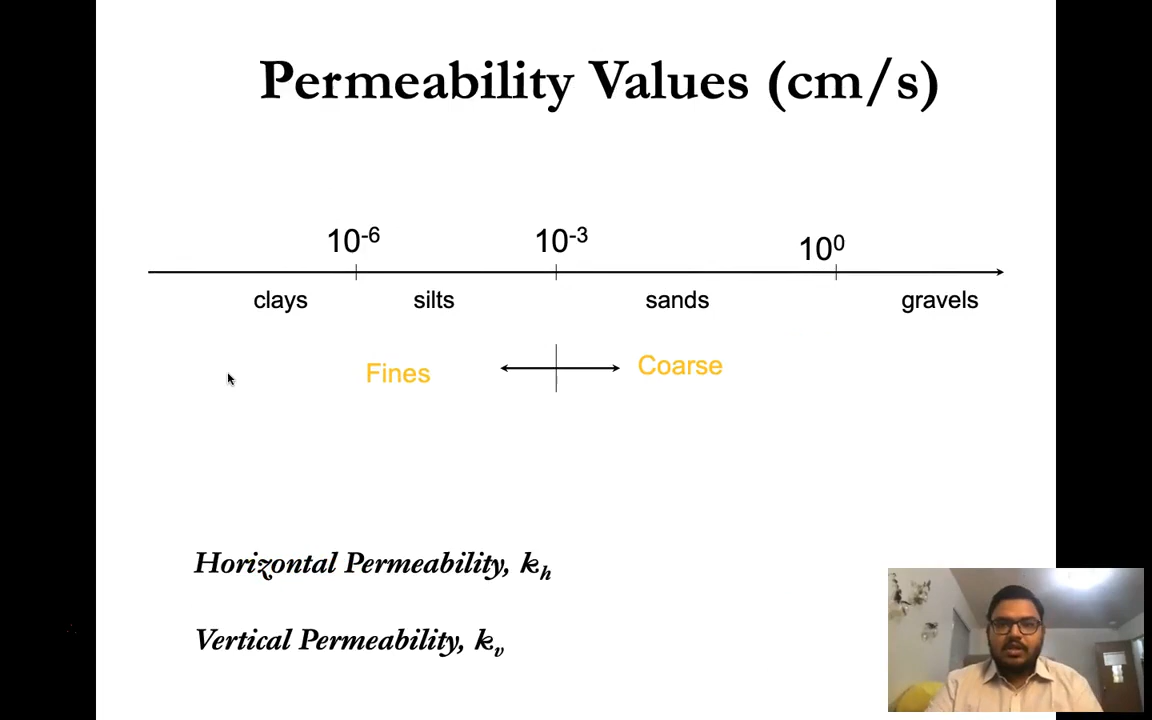 Permeability Values (cm/s)
10⁻⁶ 10⁻³ 10⁰
clays silts sands gravels
Fines Coarse
Horizontal Permeability, kₕ
Vertical Permeability, kᵥ